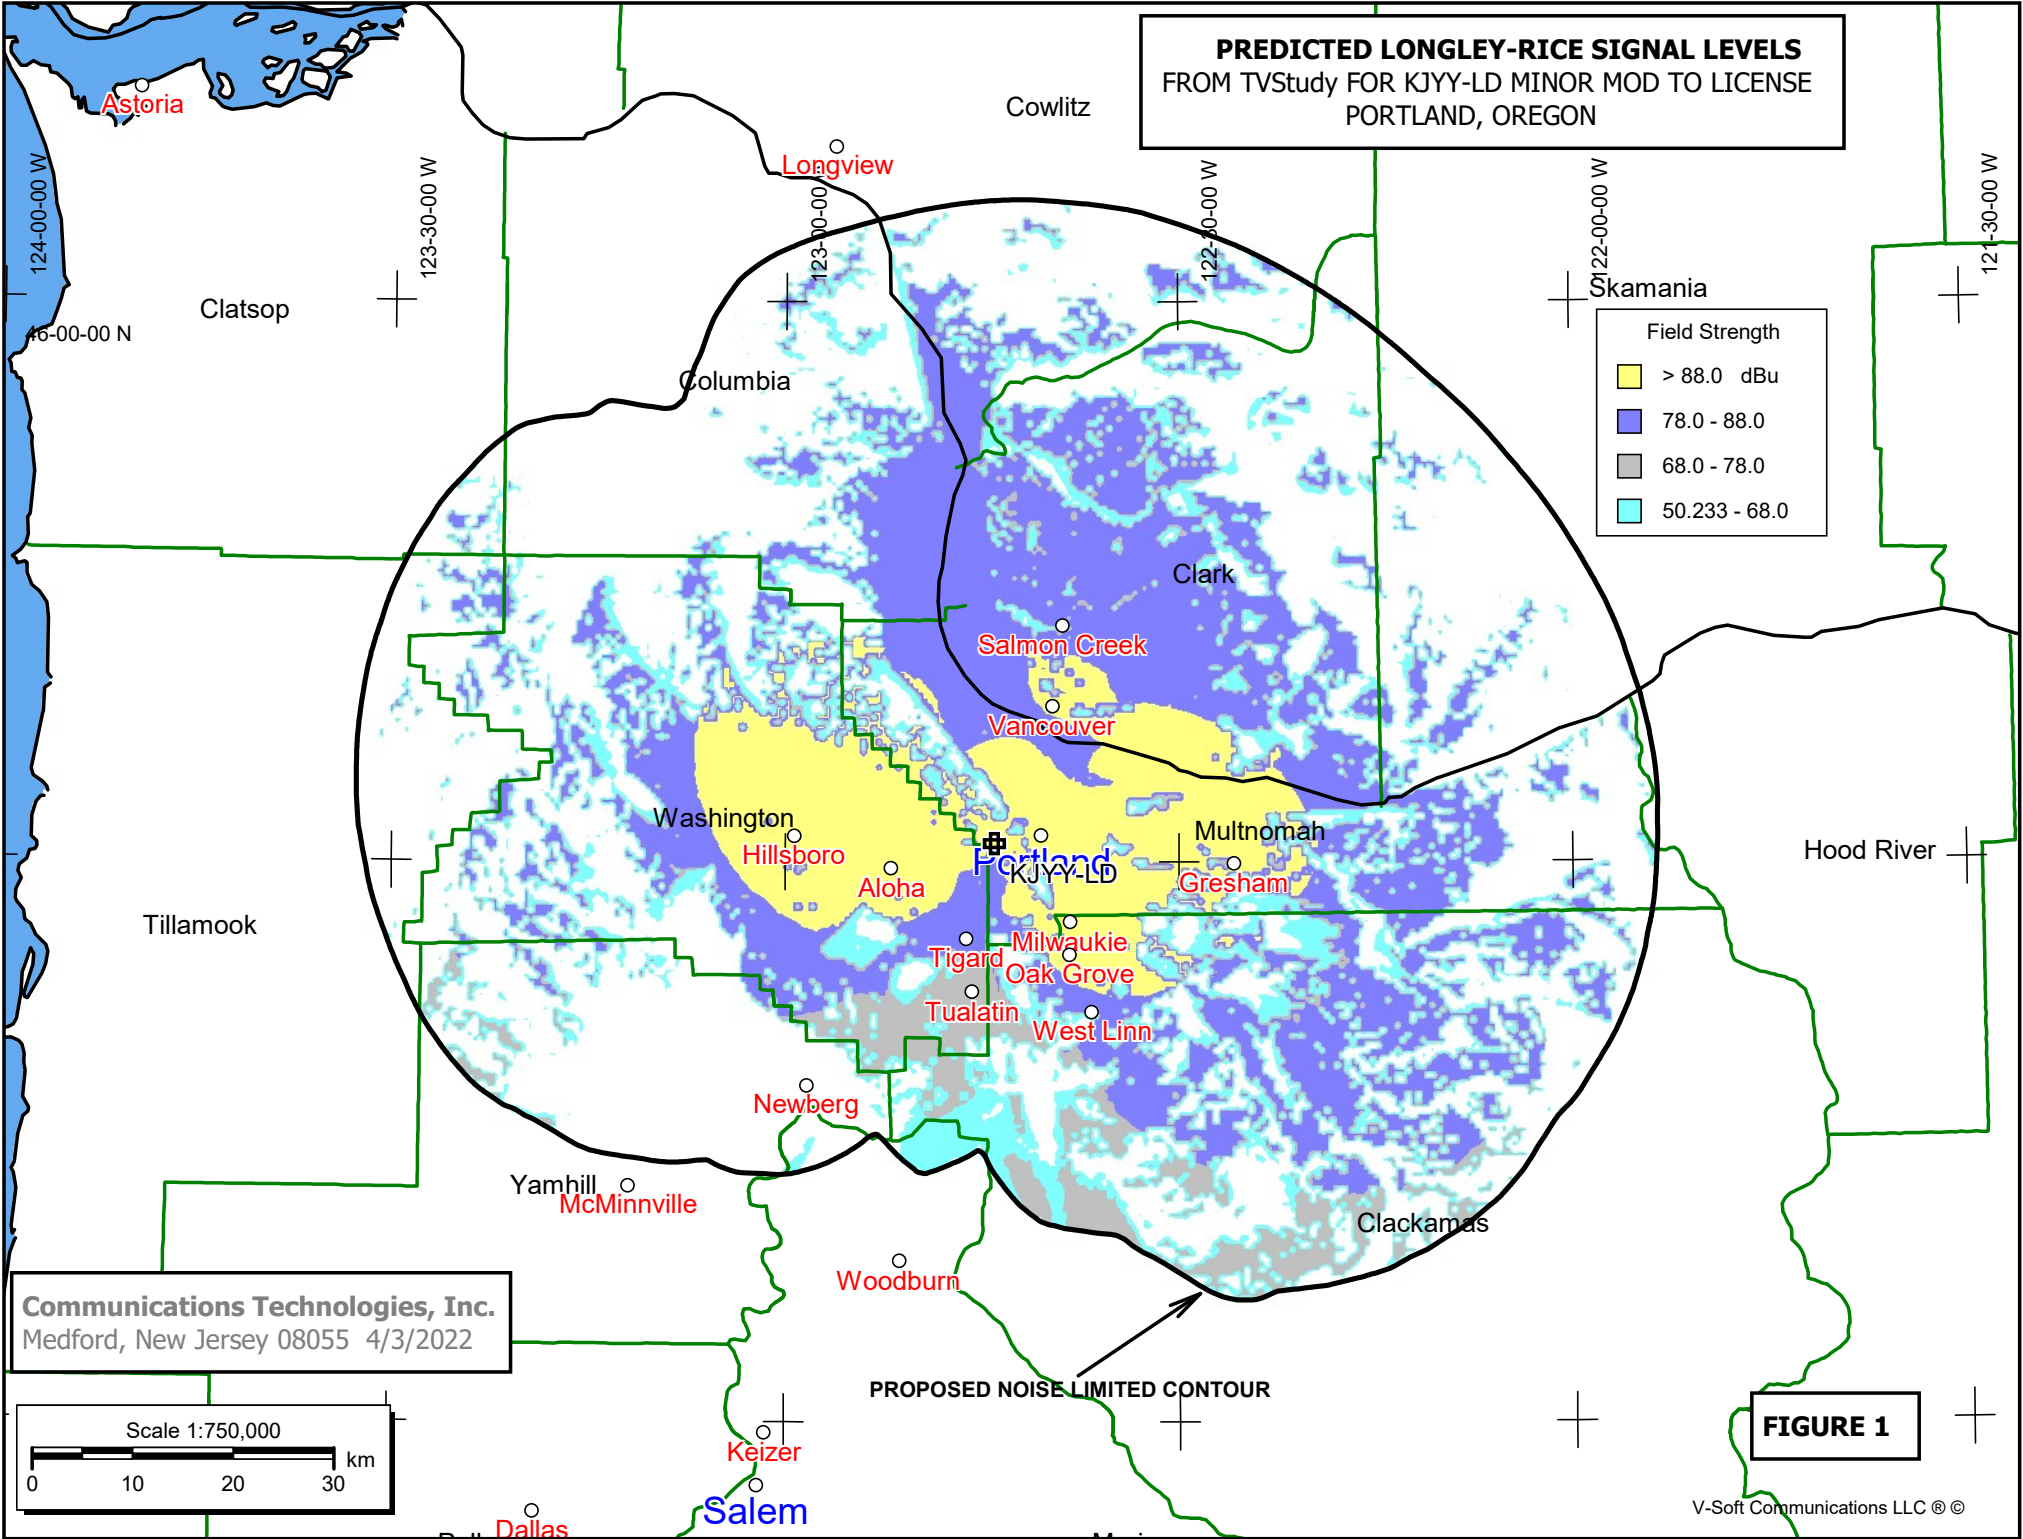 PREDICTED LONGLEY-RICE SIGNAL LEVELS
FROM TVStudy FOR KJYY-LD MINOR MOD TO LICENSE
PORTLAND, OREGON
Astoria
Cowlitz
Longview
124-00-00 W
123-30-00 W
123-00-00
122-30-00 W
122-00-00 W
121-30-00 W
Clatsop
46-00-00 N
Skamania
Field Strength
> 88.0 dBu
78.0 - 88.0
68.0 - 78.0
50.233 - 68.0
Columbia
Clark
Salmon Creek
Vancouver
Washington
Hillsboro
Aloha
Portland
KJYY-LD
Multnomah
Gresham
Hood River
Tillamook
Milwaukie
Tigard
Oak Grove
Tualatin
West Linn
Newberg
Yamhill
McMinnville
Clackamas
Woodburn
Communications Technologies, Inc.
Medford, New Jersey 08055 4/3/2022
PROPOSED NOISE LIMITED CONTOUR
Scale 1:750,000
km
0 10 20 30
FIGURE 1
Keizer
Salem
Dallas
V-Soft Communications LLC ® ©